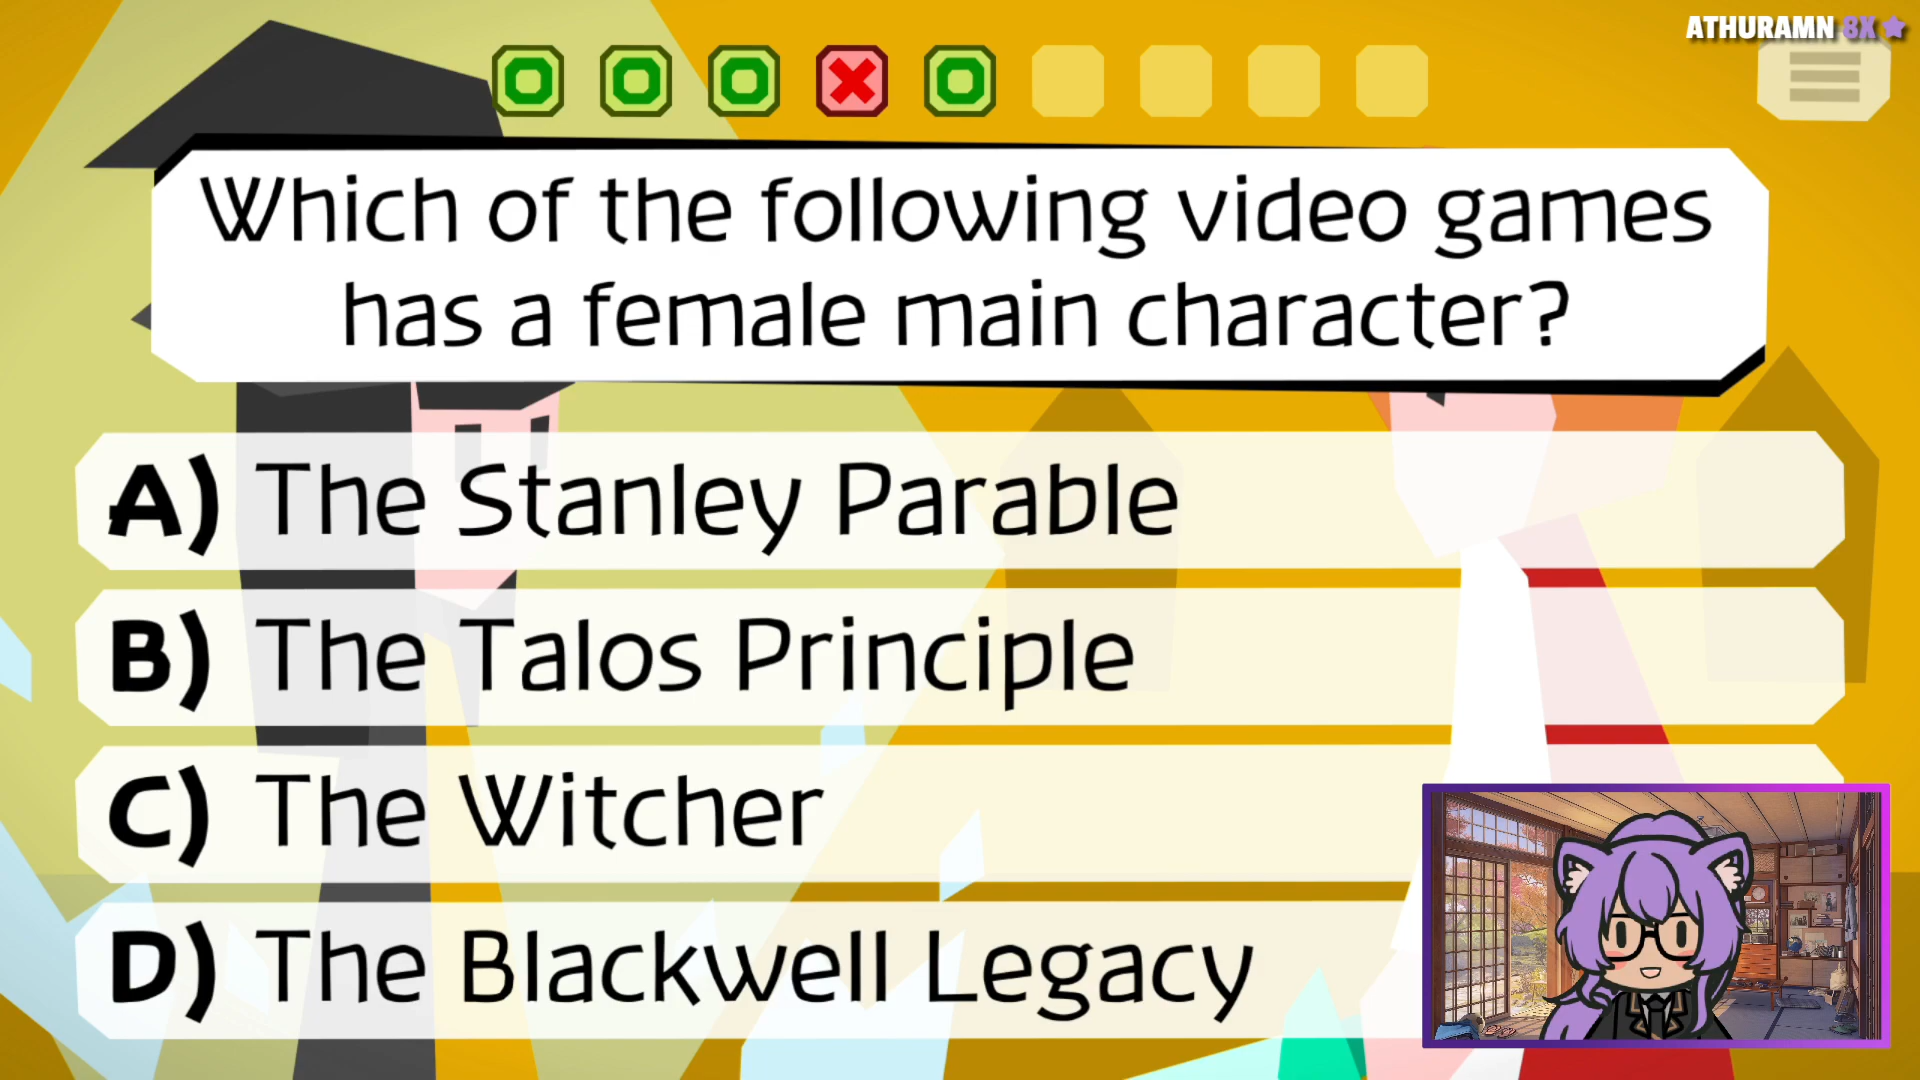 ATHURAMN 8X
Which of the following video games
has a female main character?
A) The Stanley Parable
B) The Talos Principle
C) The Witcher
D) The Blackwell Legacy